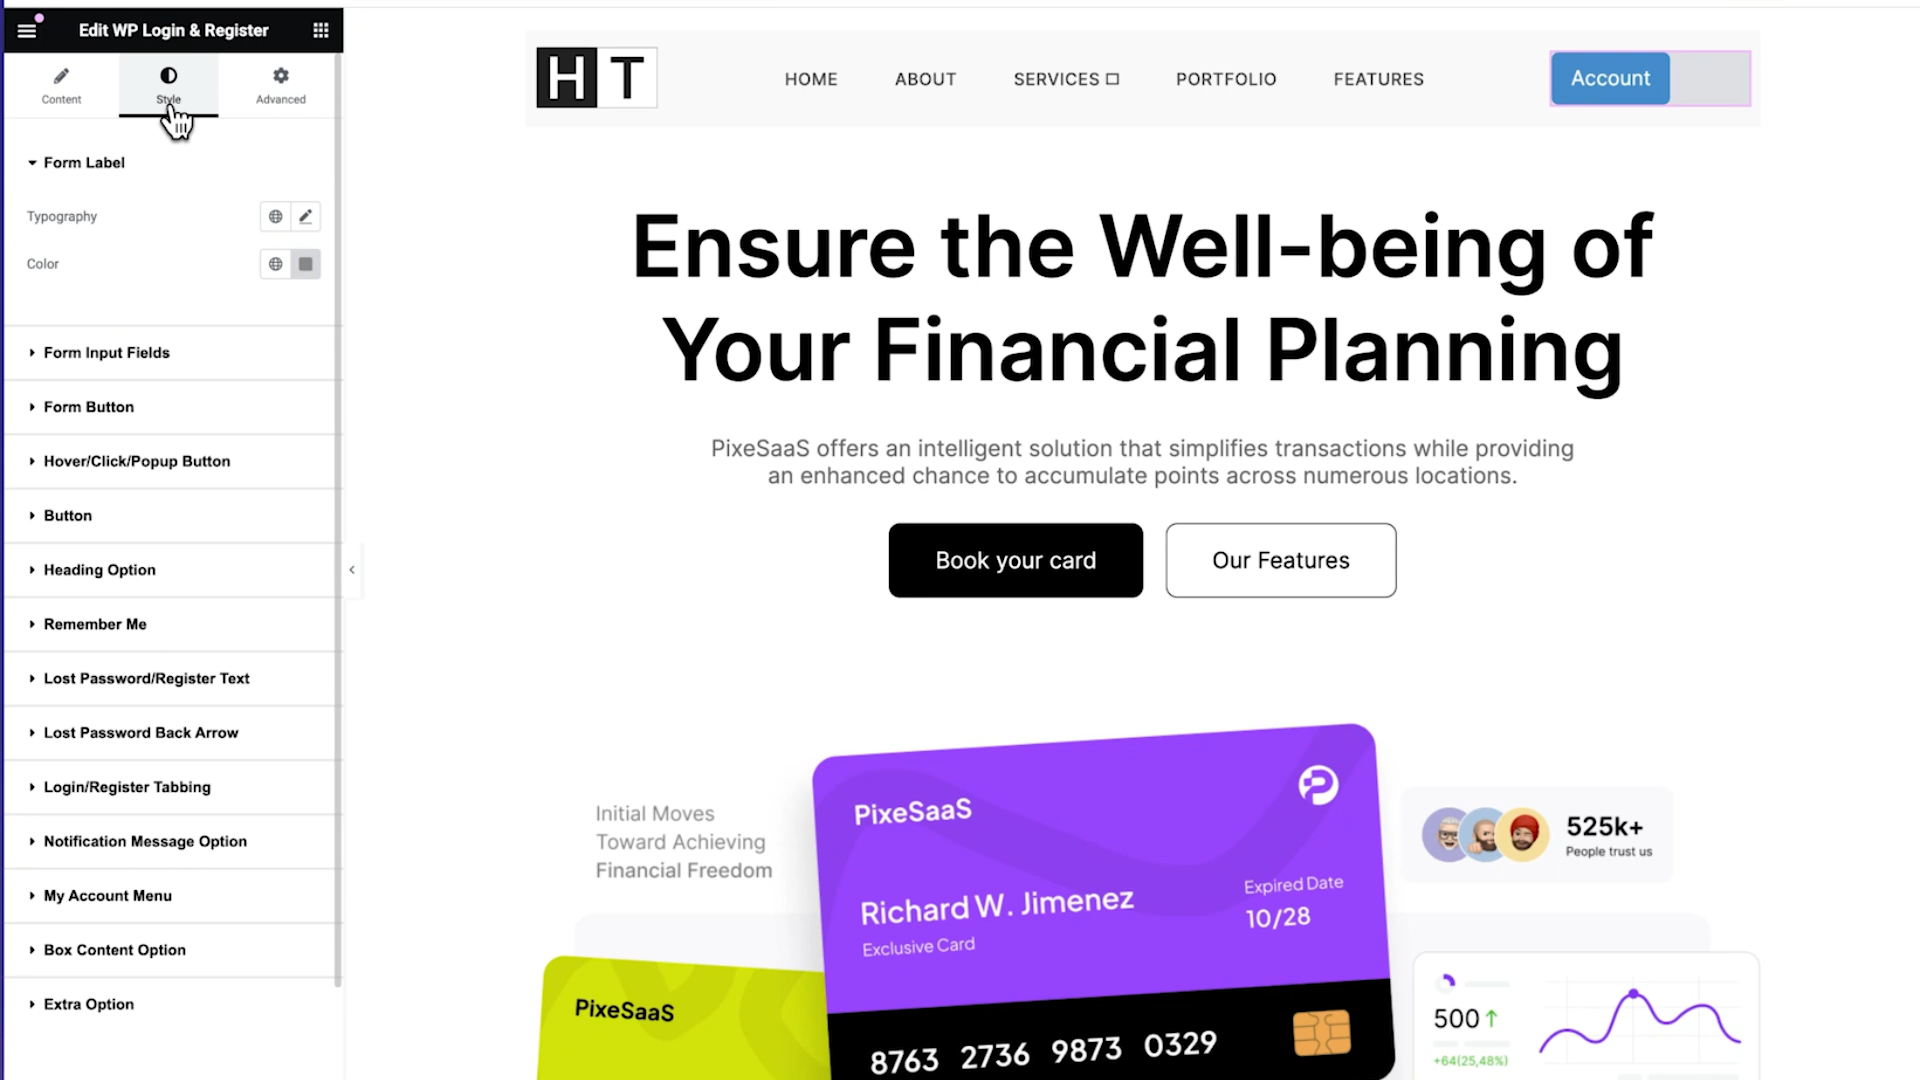 Edit WP Login & Register
Content
Style
Advanced
Form Label
Typography
Color
Form Input Fields
Form Button
Hover/Click/Popup Button
Button
Heading Option
Remember Me
Lost Password/Register Text
Lost Password Back Arrow
Login/Register Tabbing
Notification Message Option
My Account Menu
Box Content Option
Extra Option
H T
HOME ABOUT SERVICES PORTFOLIO FEATURES
Account
Ensure the Well-being of
Your Financial Planning
PixeSaaS offers an intelligent solution that simplifies transactions while providing
an enhanced chance to accumulate points across numerous locations.
Book your card
Our Features
Initial Moves
Toward Achieving
Financial Freedom
PixeSaaS
Richard W. Jimenez
Exclusive Card
Expired Date
10/28
8763 2736 9873 0329
PixeSaaS
525k+
People trust us
500↑
+64(25,48%)